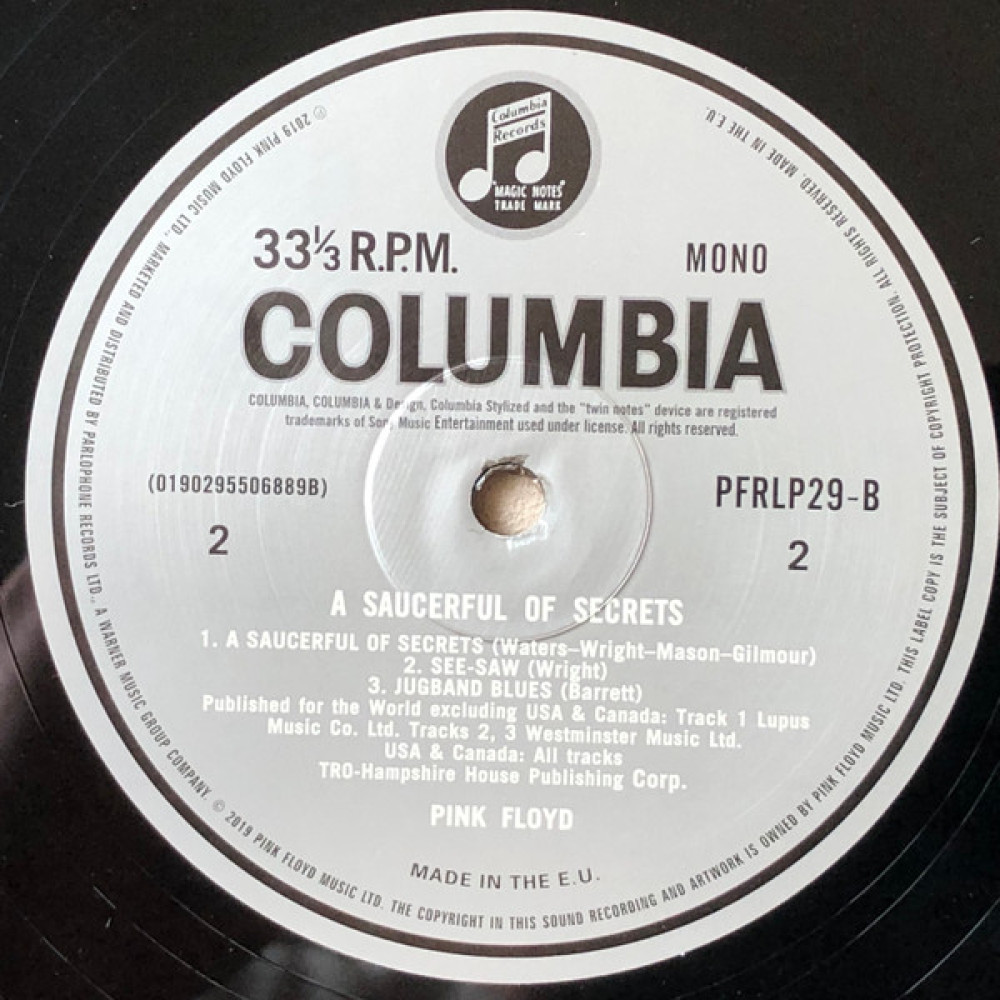 Columbia
Records
"MAGIC NOTES"
TRADE MARK
33⅓ R.P.M.
MONO
COLUMBIA
COLUMBIA, COLUMBIA & Design, Columbia Stylized and the "twin notes" device are registered
trademarks of Sony Music Entertainment used under license. All rights reserved.
(0190295506889B)
PFRLP29-B
2
2
A SAUCERFUL OF SECRETS
1. A SAUCERFUL OF SECRETS (Waters–Wright–Mason–Gilmour)
2. SEE-SAW (Wright)
3. JUGBAND BLUES (Barrett)
Published for the World excluding USA & Canada: Track 1 Lupus
Music Co. Ltd. Tracks 2, 3 Westminster Music Ltd.
USA & Canada: All tracks
TRO-Hampshire House Publishing Corp.
PINK FLOYD
MADE IN THE E.U.
℗ 2019 PINK FLOYD MUSIC LTD., MARKETED AND DISTRIBUTED BY PARLOPHONE RECORDS LTD., A WARNER MUSIC GROUP COMPANY. © 2019 PINK FLOYD MUSIC LTD. THE COPYRIGHT IN THIS SOUND RECORDING AND ARTWORK IS OWNED BY PINK FLOYD MUSIC LTD. THIS LABEL COPY IS THE SUBJECT OF COPYRIGHT PROTECTION. ALL RIGHTS RESERVED. MADE IN THE E.U.